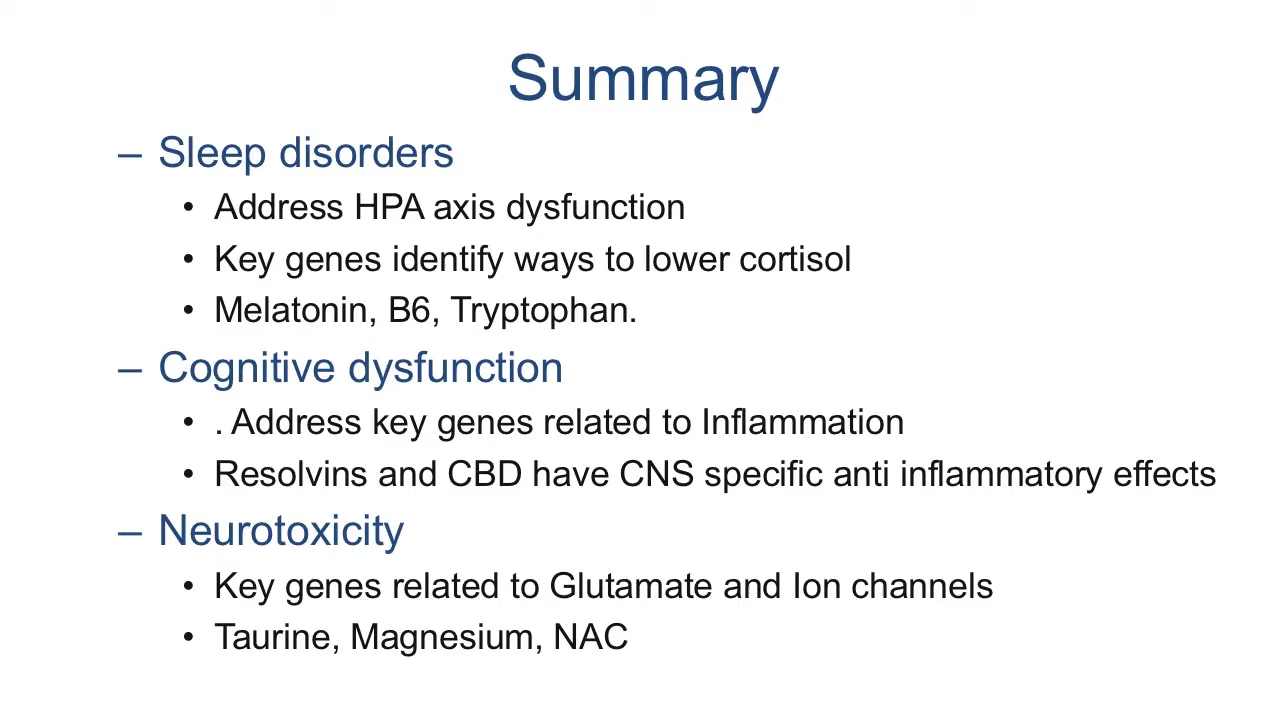 Summary
– Sleep disorders
• Address HPA axis dysfunction
• Key genes identify ways to lower cortisol
• Melatonin, B6, Tryptophan.
– Cognitive dysfunction
• . Address key genes related to Inflammation
• Resolvins and CBD have CNS specific anti inflammatory effects
– Neurotoxicity
• Key genes related to Glutamate and Ion channels
• Taurine, Magnesium, NAC